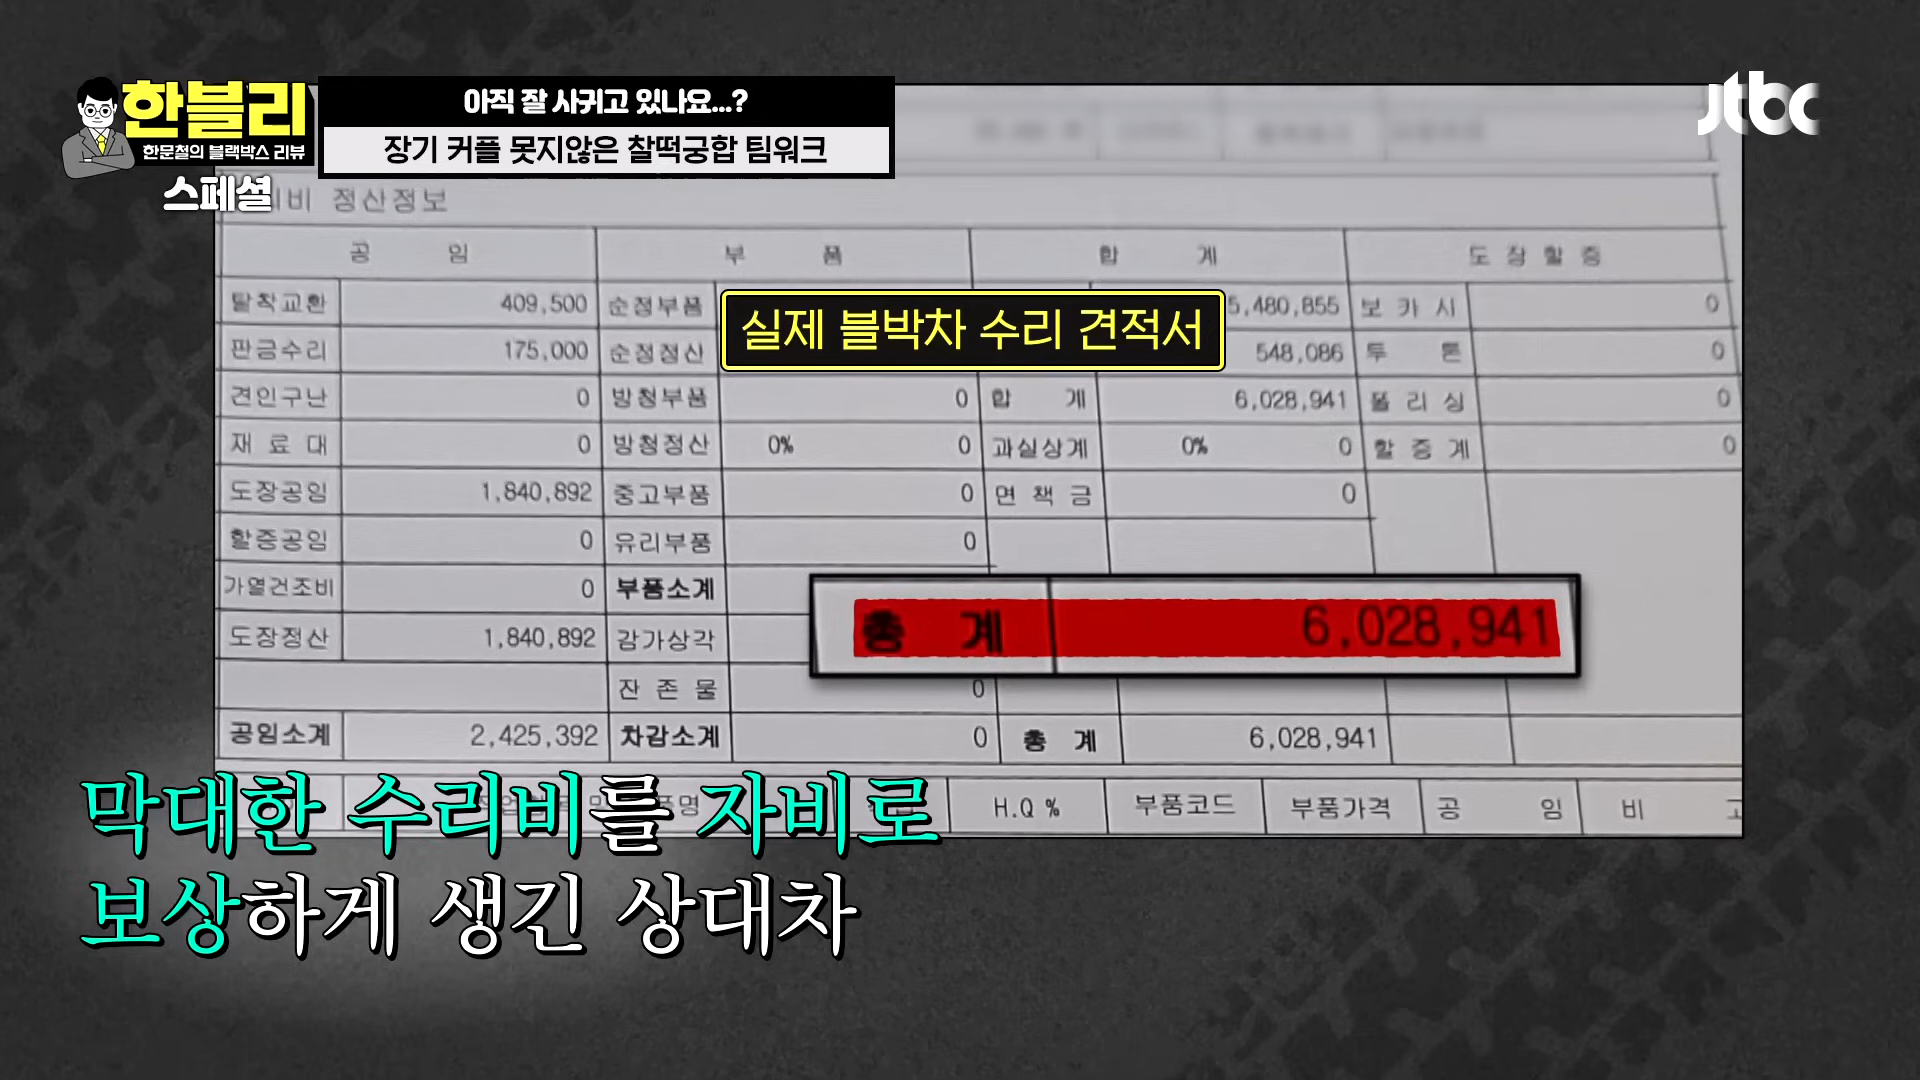 한블리
한문철의 블랙박스 리뷰
스페셜
아직 잘 사귀고 있나요...?
장기 커플 못지않은 찰떡궁합 팀워크
jtbc
비 정산정보
공 임 부 품 합 계 도 장 할 증
탈착교환 409,500 순정부품 5,480,855 보 카 시 0
실제 블박차 수리 견적서
판금수리 175,000 순정정산 548,086 투 톤 0
견인구난 0 방청부품 0 합 계 6,028,941 폴 리 싱 0
재 료 대 0 방청정산 0% 0 과실상계 0% 0 할 증 계 0
도장공임 1,840,892 중고부품 0 면 책 금 0
할증공임 0 유리부품 0
가열건조비 0 부품소계
총 계 6,028,941
도장정산 1,840,892 감가상각
잔 존 물 0
공임소계 2,425,392 차감소계 0 총 계 6,028,941
품명 H.Q % 부품코드 부품가격 공 임 비
막대한 수리비를 자비로
보상하게 생긴 상대차